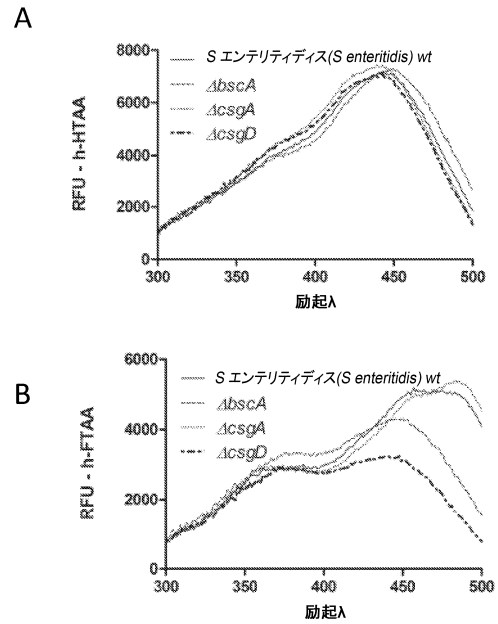 A
RFU - h-HTAA
8000
6000
4000
2000
0
S エンテリティディス(S enteritidis) wt
ΔbscA
ΔcsgA
ΔcsgD
300 350 400 450 500
励起λ
B
RFU - h-FTAA
6000
4000
2000
0
S エンテリティディス(S enteritidis) wt
ΔbscA
ΔcsgA
ΔcsgD
300 350 400 450 500
励起λ